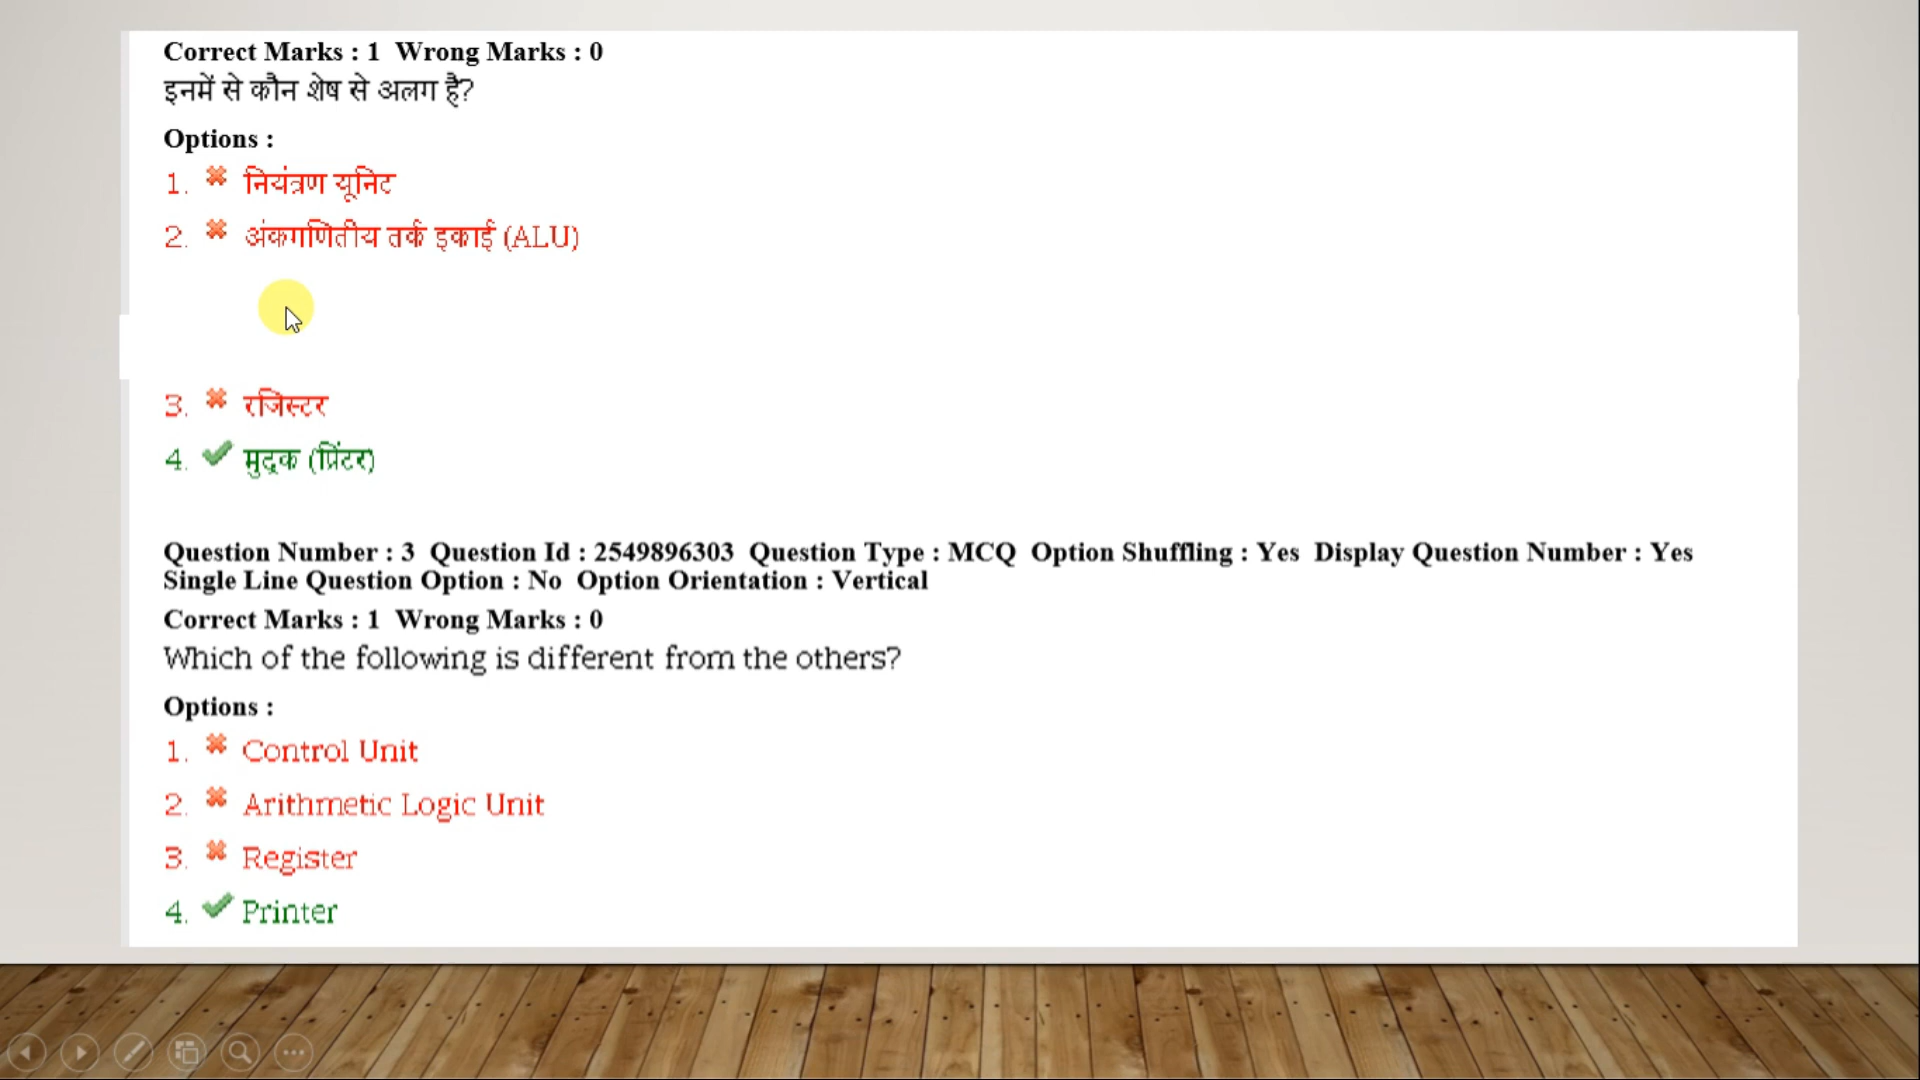 Correct Marks : 1 Wrong Marks : 0
इनमें से कौन शेष से अलग है?
Options :
1. नियंत्रण यूनिट
2. अंकगणितीय तर्क इकाई (ALU)
3. रजिस्टर
4. मुद्रक (प्रिंटर)
Question Number : 3 Question Id : 2549896303 Question Type : MCQ Option Shuffling : Yes Display Question Number : Yes
Single Line Question Option : No Option Orientation : Vertical
Correct Marks : 1 Wrong Marks : 0
Which of the following is different from the others?
Options :
1. Control Unit
2. Arithmetic Logic Unit
3. Register
4. Printer